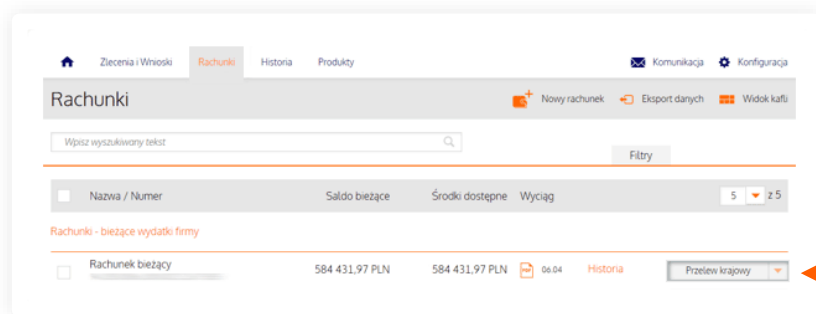 Zlecenia i Wnioski Rachunki Historia Produkty Komunikacja Konfiguracja
Rachunki Nowy rachunek Eksport danych Widok kafli
Wpisz wyszukiwany tekst
Filtry
Nazwa / Numer Saldo bieżące Środki dostępne Wyciąg 5 z 5
Rachunki - bieżące wydatki firmy
Rachunek bieżący 584 431,97 PLN 584 431,97 PLN PDF 06.04 Historia Przelew krajowy